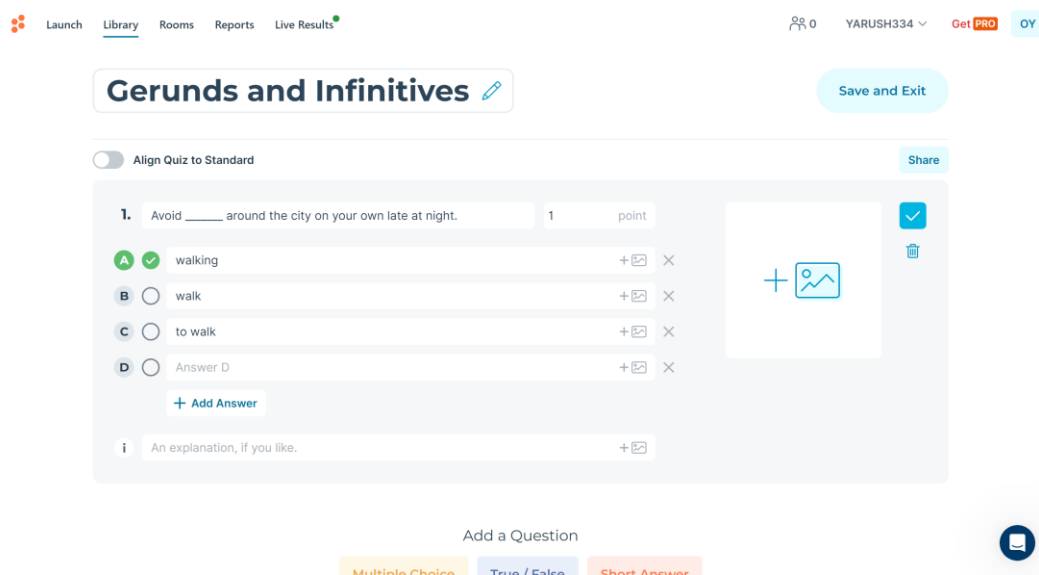 Launch Library Rooms Reports Live Results 0 YARUSH334 Get PRO OY
Gerunds and Infinitives Save and Exit
Align Quiz to Standard Share
1. Avoid ______ around the city on your own late at night. 1 point
A walking
B walk
C to walk
D Answer D
+ Add Answer
i An explanation, if you like.
Add a Question
Multiple Choice True / False Short Answer